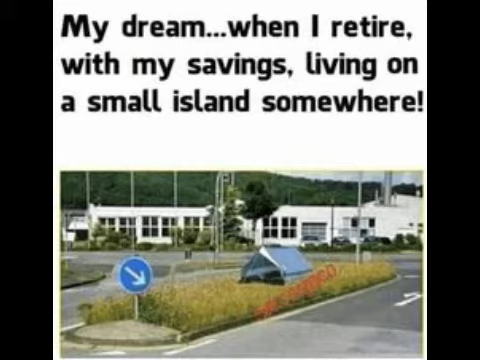 My dream...when I retire,
with my savings, living on
a small island somewhere!